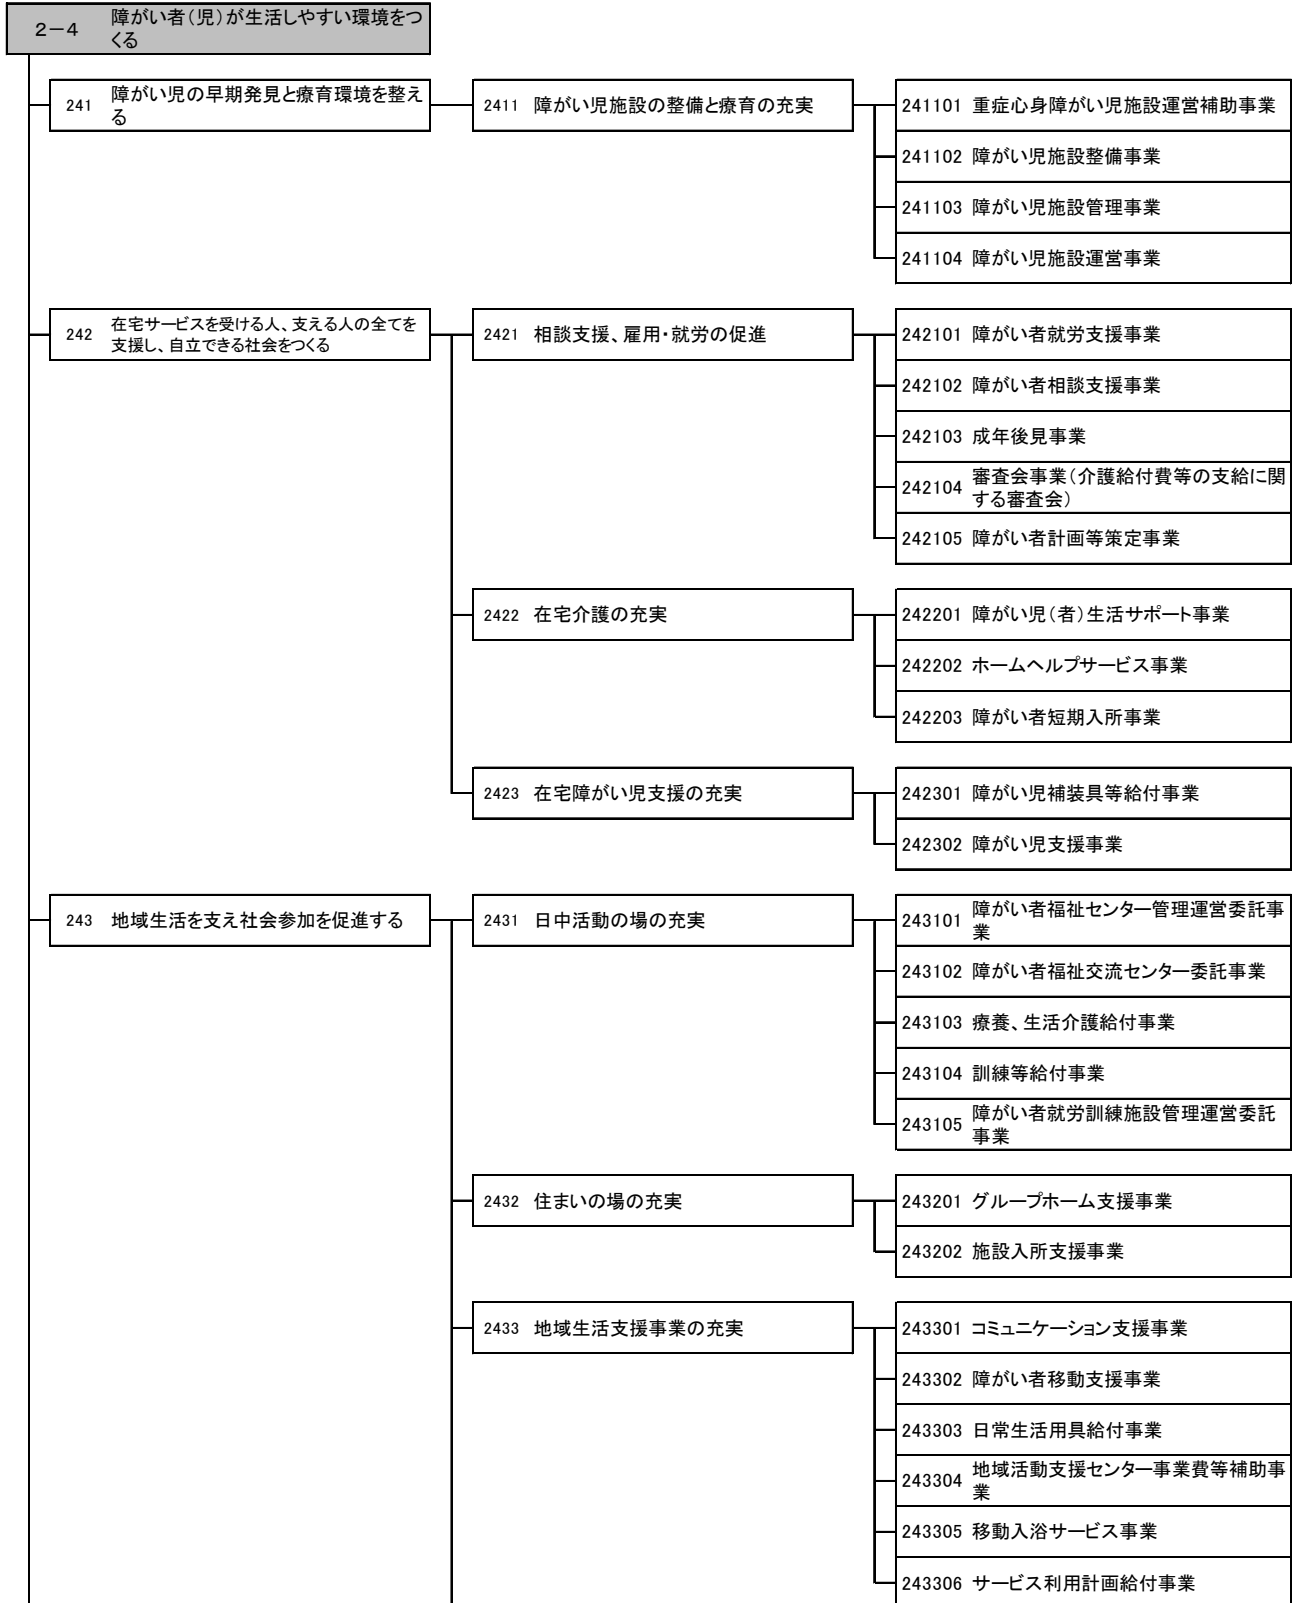 2－4 障がい者（児）が生活しやすい環境をつ
くる
241 障がい児の早期発見と療育環境を整え
る
2411 障がい児施設の整備と療育の充実
241101 重症心身障がい児施設運営補助事業
241102 障がい児施設整備事業
241103 障がい児施設管理事業
241104 障がい児施設運営事業
242 在宅サービスを受ける人、支える人の全てを
支援し、自立できる社会をつくる
2421 相談支援、雇用・就労の促進
242101 障がい者就労支援事業
242102 障がい者相談支援事業
242103 成年後見事業
242104 審査会事業（介護給付費等の支給に関
する審査会）
242105 障がい者計画等策定事業
2422 在宅介護の充実
242201 障がい児（者）生活サポート事業
242202 ホームヘルプサービス事業
242203 障がい者短期入所事業
2423 在宅障がい児支援の充実
242301 障がい児補装具等給付事業
242302 障がい児支援事業
243 地域生活を支え社会参加を促進する
2431 日中活動の場の充実
243101 障がい者福祉センター管理運営委託事
業
243102 障がい者福祉交流センター委託事業
243103 療養、生活介護給付事業
243104 訓練等給付事業
243105 障がい者就労訓練施設管理運営委託
事業
2432 住まいの場の充実
243201 グループホーム支援事業
243202 施設入所支援事業
2433 地域生活支援事業の充実
243301 コミュニケーション支援事業
243302 障がい者移動支援事業
243303 日常生活用具給付事業
243304 地域活動支援センター事業費等補助事
業
243305 移動入浴サービス事業
243306 サービス利用計画給付事業